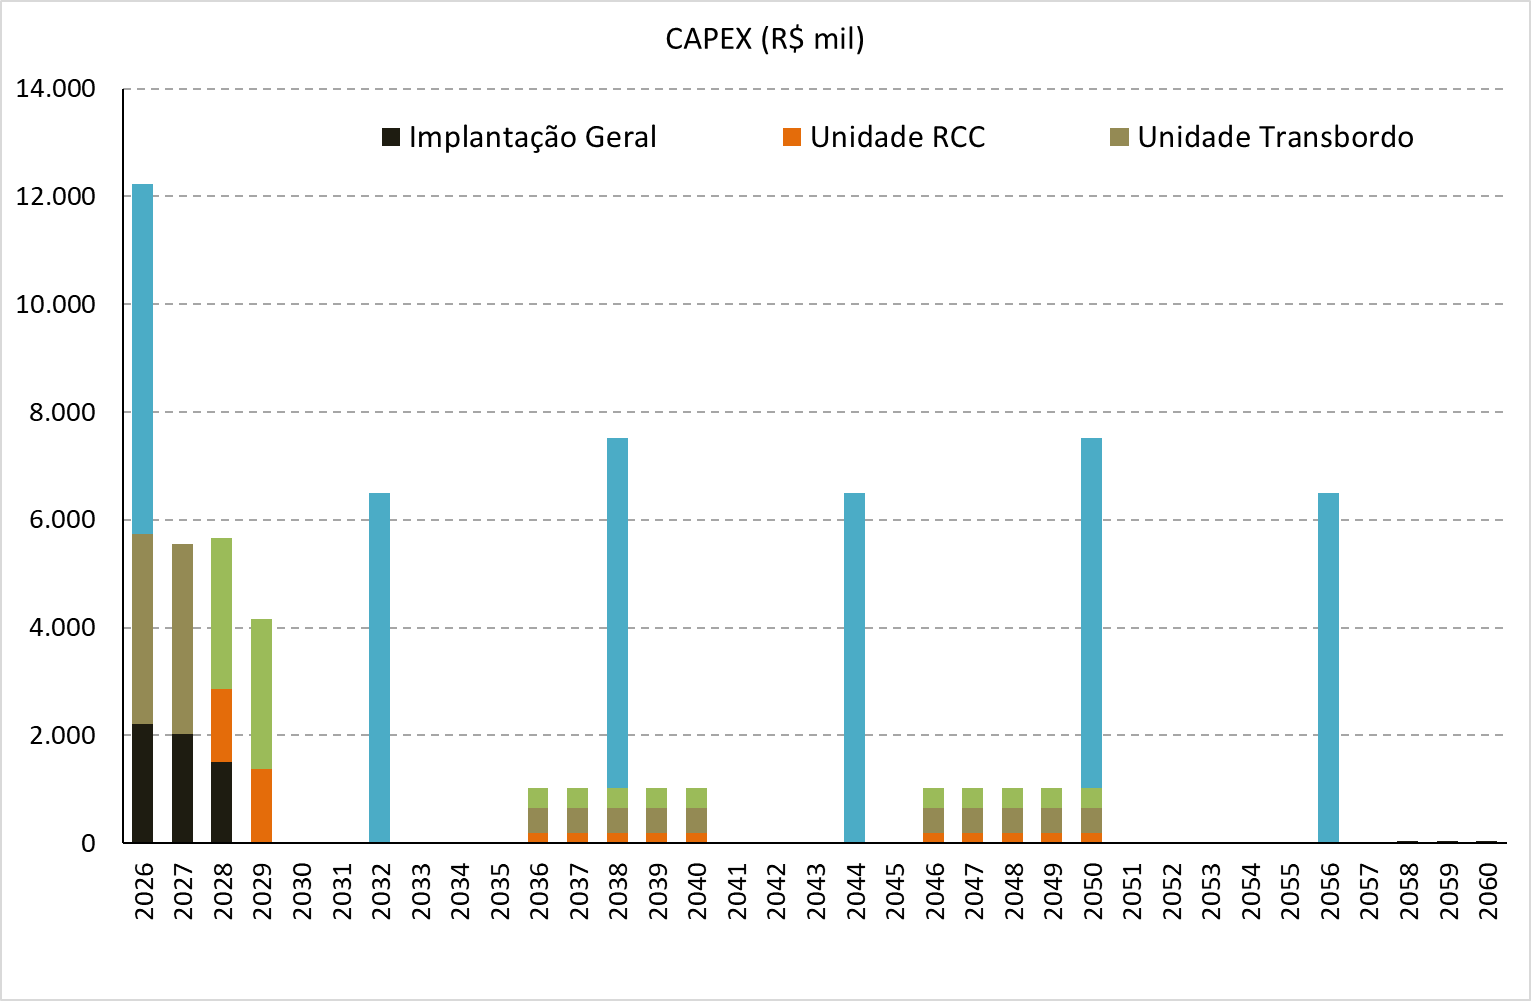 CAPEX (R$ mil)
14.000
Implantação Geral Unidade RCC Unidade Transbordo
12.000
10.000
8.000
6.000
4.000
2.000
0
2026 2027 2028 2029 2030 2031 2032 2033 2034 2035 2036 2037 2038 2039 2040 2041 2042 2043 2044 2045 2046 2047 2048 2049 2050 2051 2052 2053 2054 2055 2056 2057 2058 2059 2060